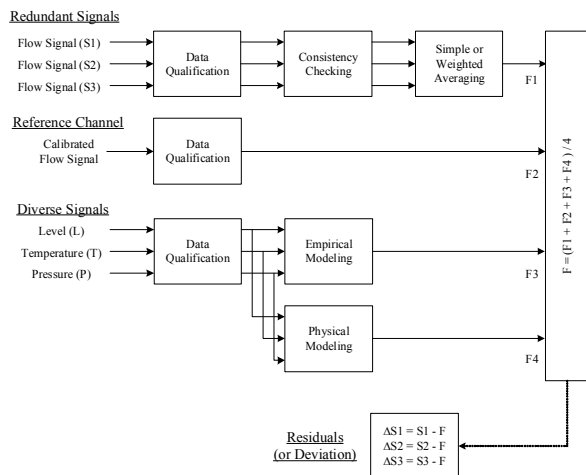 Redundant Signals
Flow Signal (S1)
Flow Signal (S2)
Flow Signal (S3)
Data
Qualification
Consistency
Checking
Simple or
Weighted
Averaging
F1
Reference Channel
Calibrated
Flow Signal
Data
Qualification
F2
Diverse Signals
Level (L)
Temperature (T)
Pressure (P)
Data
Qualification
Empirical
Modeling
F3
Physical
Modeling
F4
F = (F1 + F2 + F3 + F4) / 4
Residuals
(or Deviation)
ΔS1 = S1 - F
ΔS2 = S2 - F
ΔS3 = S3 - F